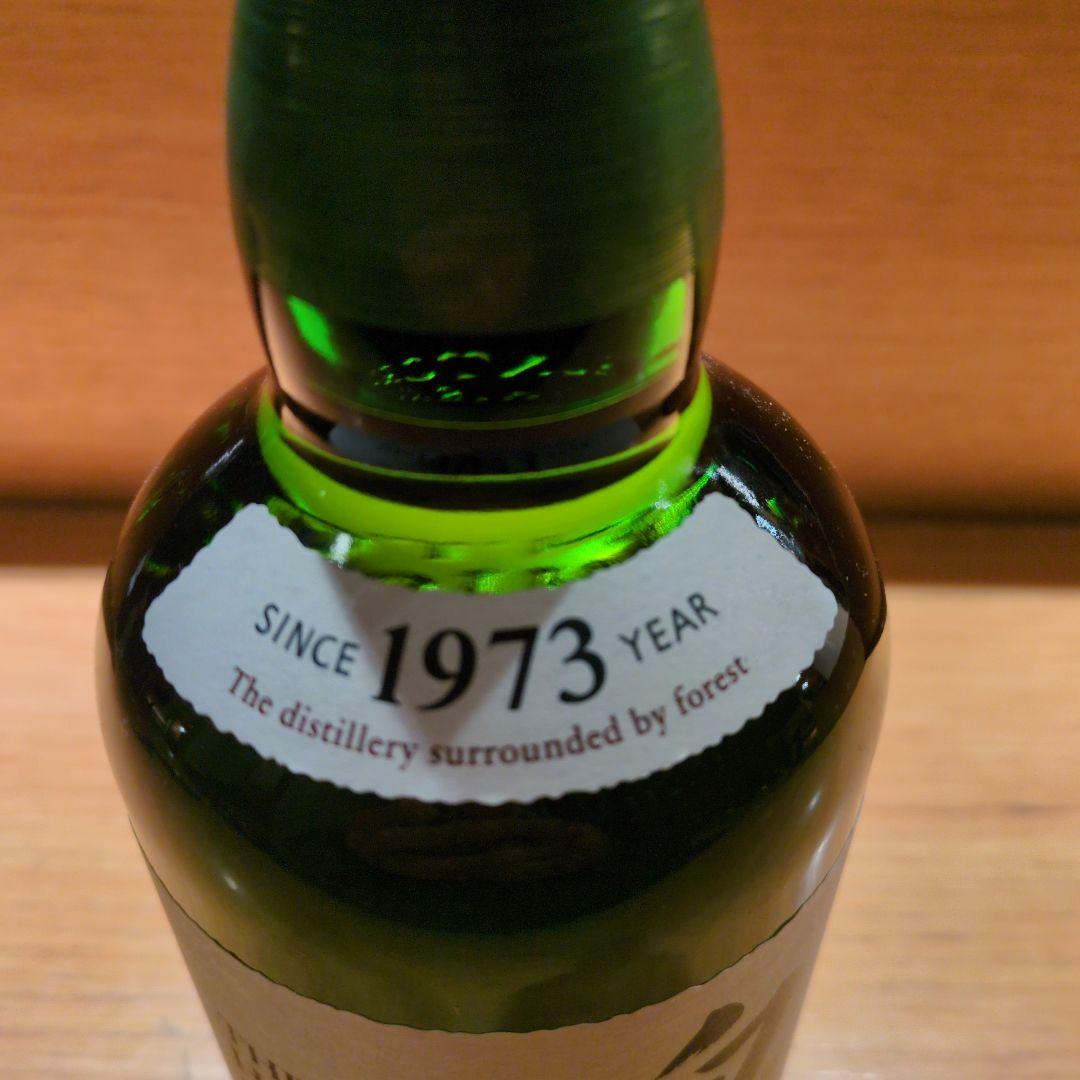 SINCE 1973 YEAR
The distillery surrounded by forest